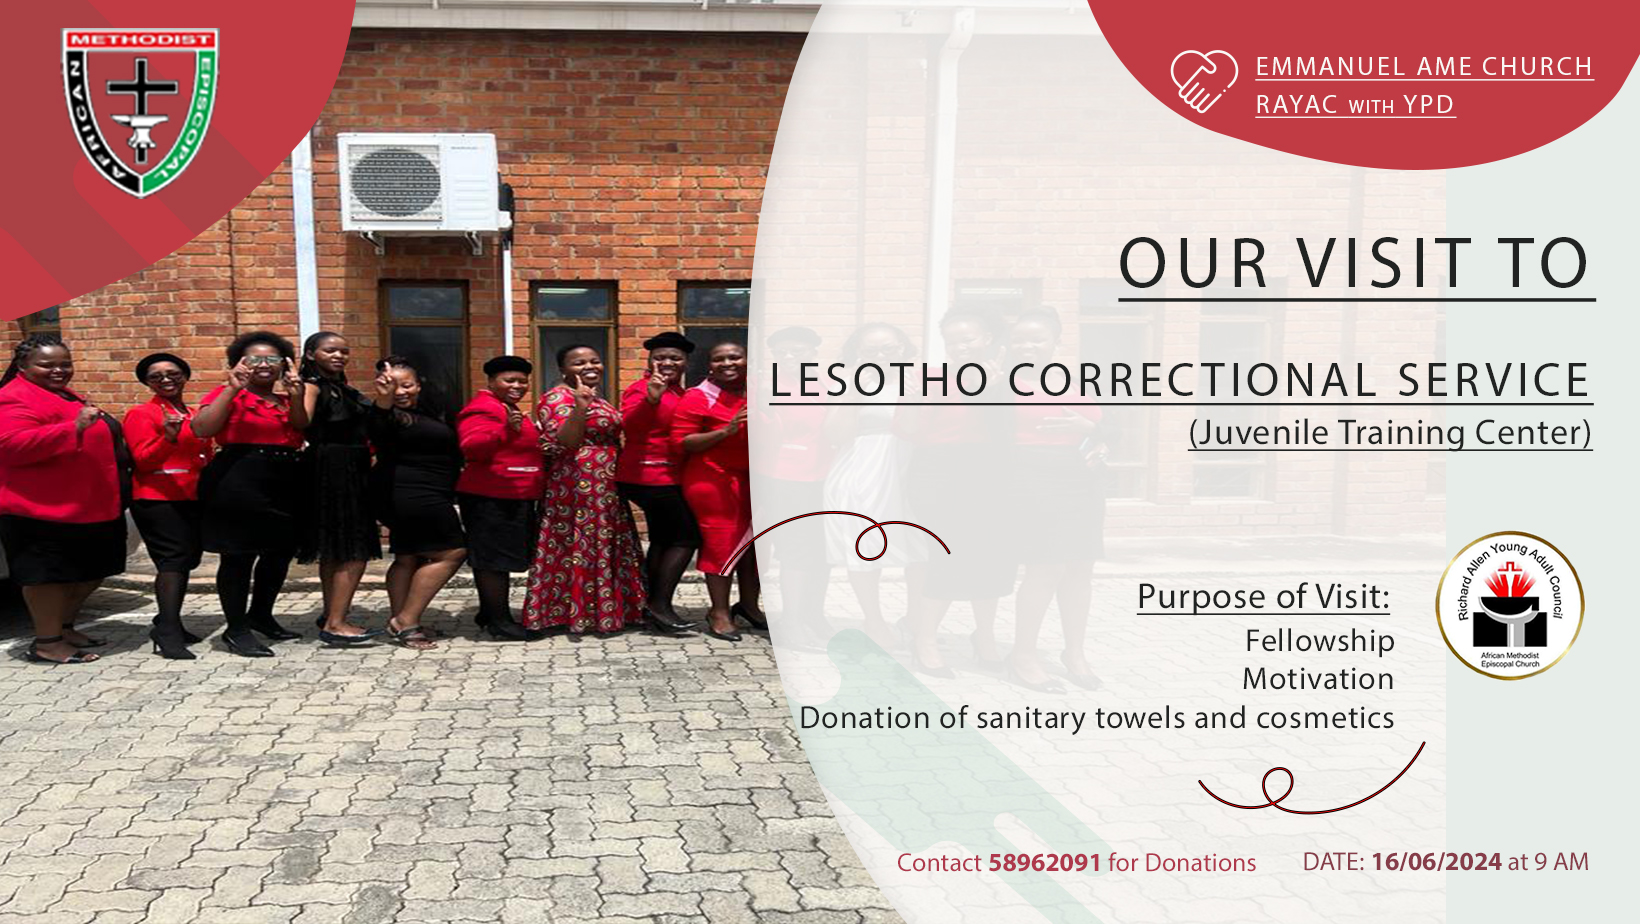 METHODIST
AFRICAN
EPISCOPAL
EMMANUEL AME CHURCH
RAYAC WITH YPD
OUR VISIT TO
LESOTHO CORRECTIONAL SERVICE
(Juvenile Training Center)
Purpose of Visit:
Fellowship
Motivation
Donation of sanitary towels and cosmetics
Richard Allen Young Adult Council
African Methodist
Episcopal Church
Contact 58962091 for Donations
DATE: 16/06/2024 at 9 AM